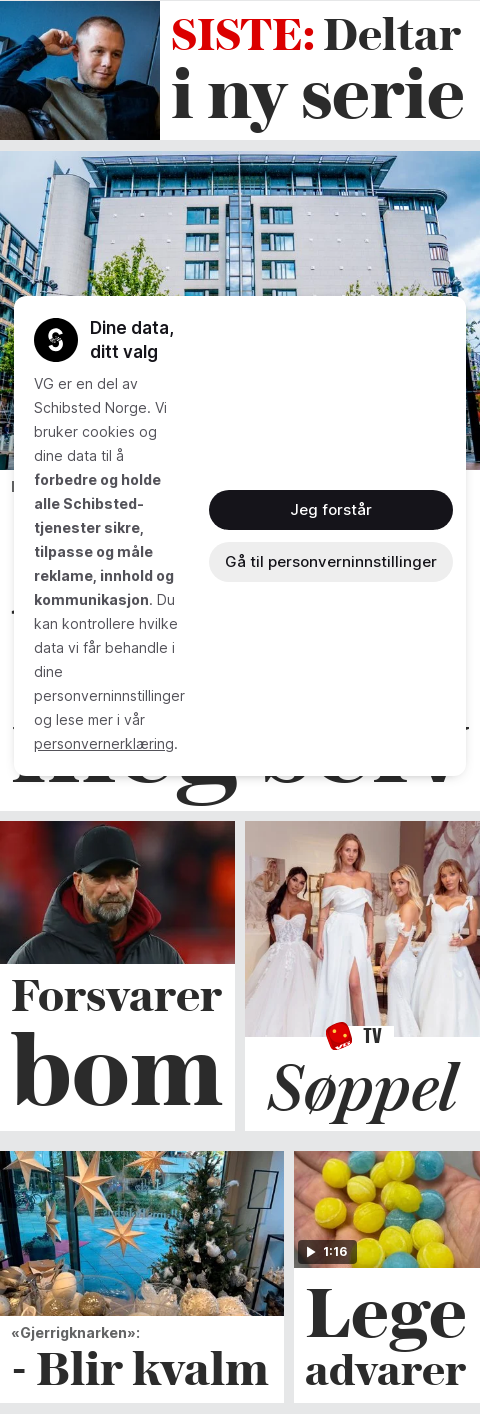 SISTE: Deltar
i ny serie
Dine data,
ditt valg
VG er en del av
Schibsted Norge. Vi
bruker cookies og
dine data til å
forbedre og holde
alle Schibsted-
tjenester sikre,
tilpasse og måle
reklame, innhold og
kommunikasjon. Du
kan kontrollere hvilke
data vi får behandle i
dine
personverninnstillinger
og lese mer i vår
personvernerklæring.
Jeg forstår
Gå til personverninnstillinger
meg selv
Forsvarer
bom
TV
Søppel
«Gjerrigknarken»:
- Blir kvalm
1:16
Lege
advarer